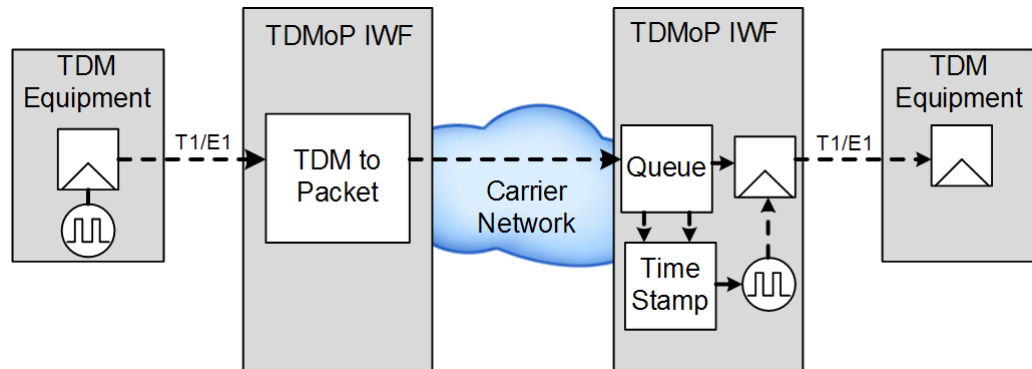 TDM
Equipment
T1/E1
TDMoP IWF
TDM to
Packet
Carrier
Network
TDMoP IWF
Queue
Time
Stamp
T1/E1
TDM
Equipment